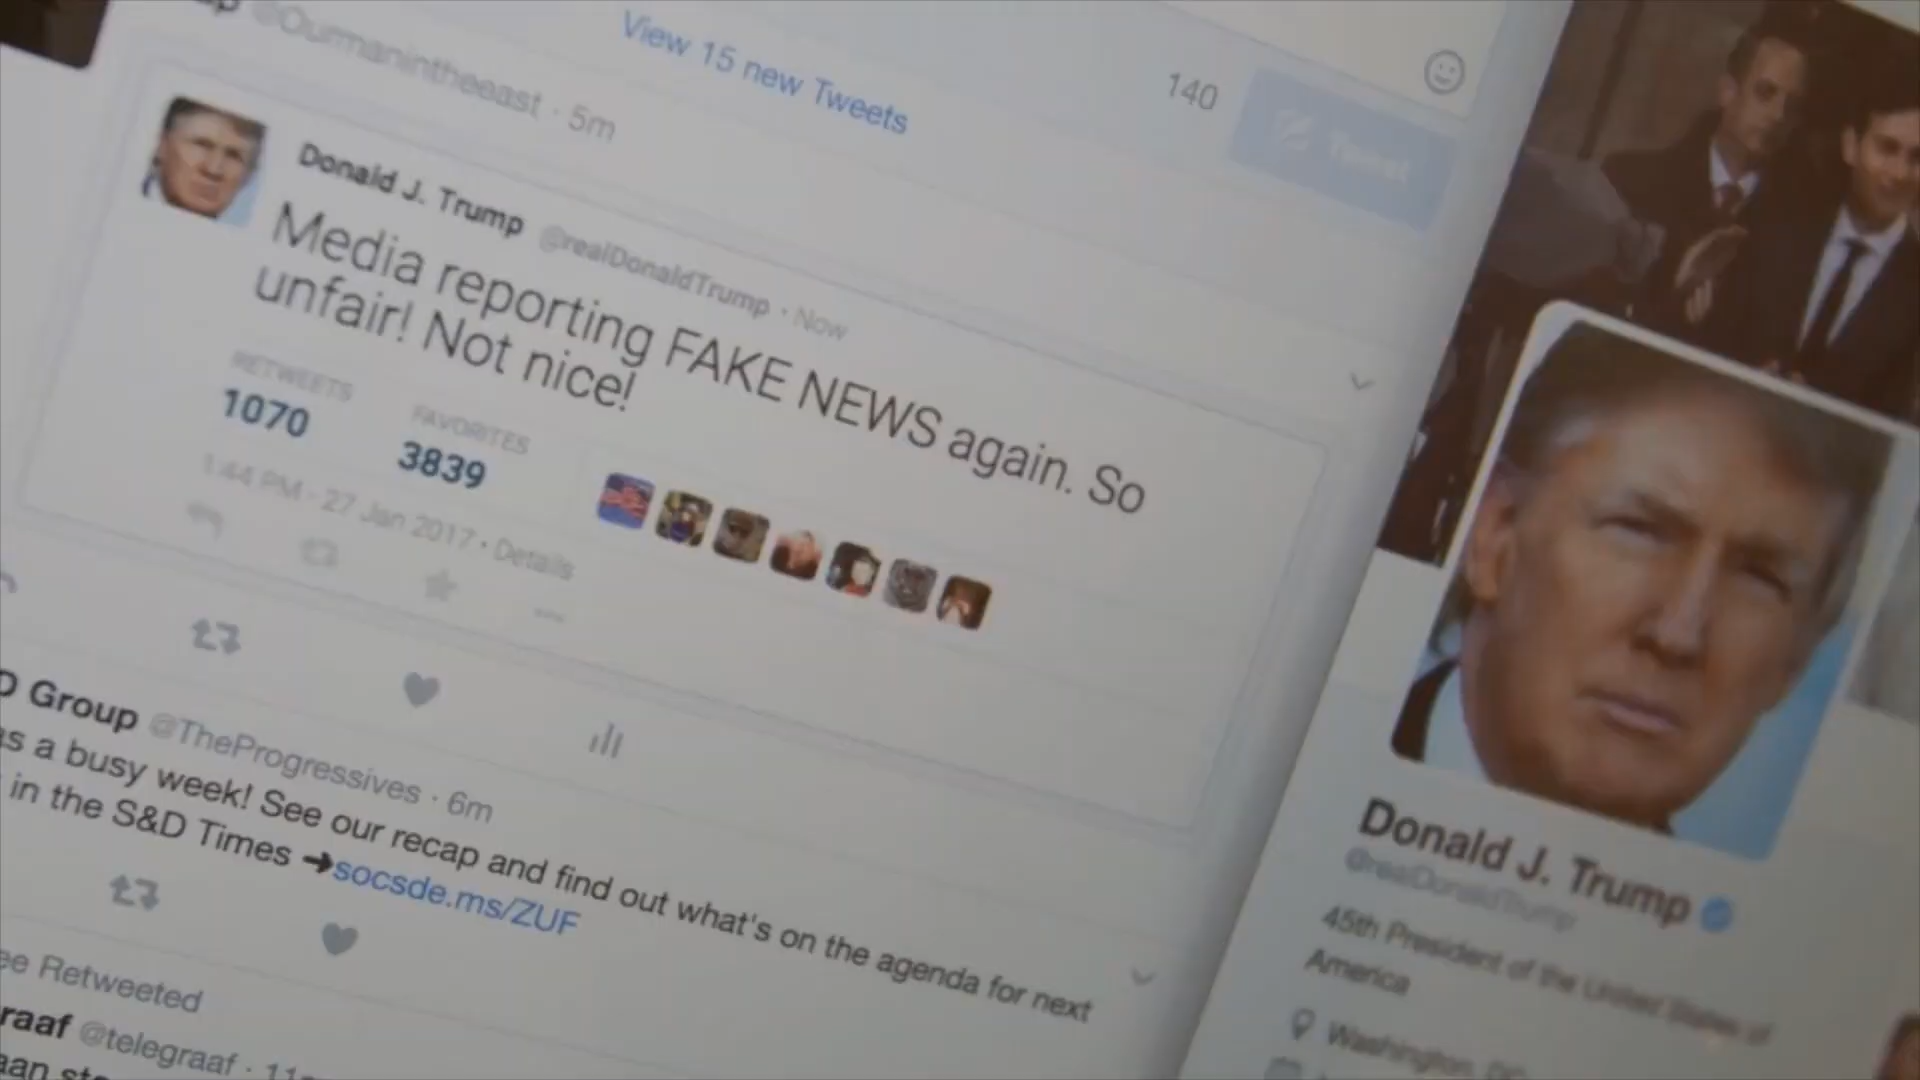 @Ourmanintheeast · 5m
View 15 new Tweets
140
Tweet
Donald J. Trump @realDonaldTrump · Now
Media reporting FAKE NEWS again. So
unfair! Not nice!
RETWEETS
1070
FAVORITES
3839
1:44 PM · 27 Jan 2017 · Details
Group @TheProgressives · 6m
a busy week! See our recap and find out what's on the agenda for next
in the S&D Times ➔socsde.ms/ZUF
Retweeted
@telegraaf ·
Donald J. Trump
@realDonaldTrump
45th President of the United States of
America
Washington, DC